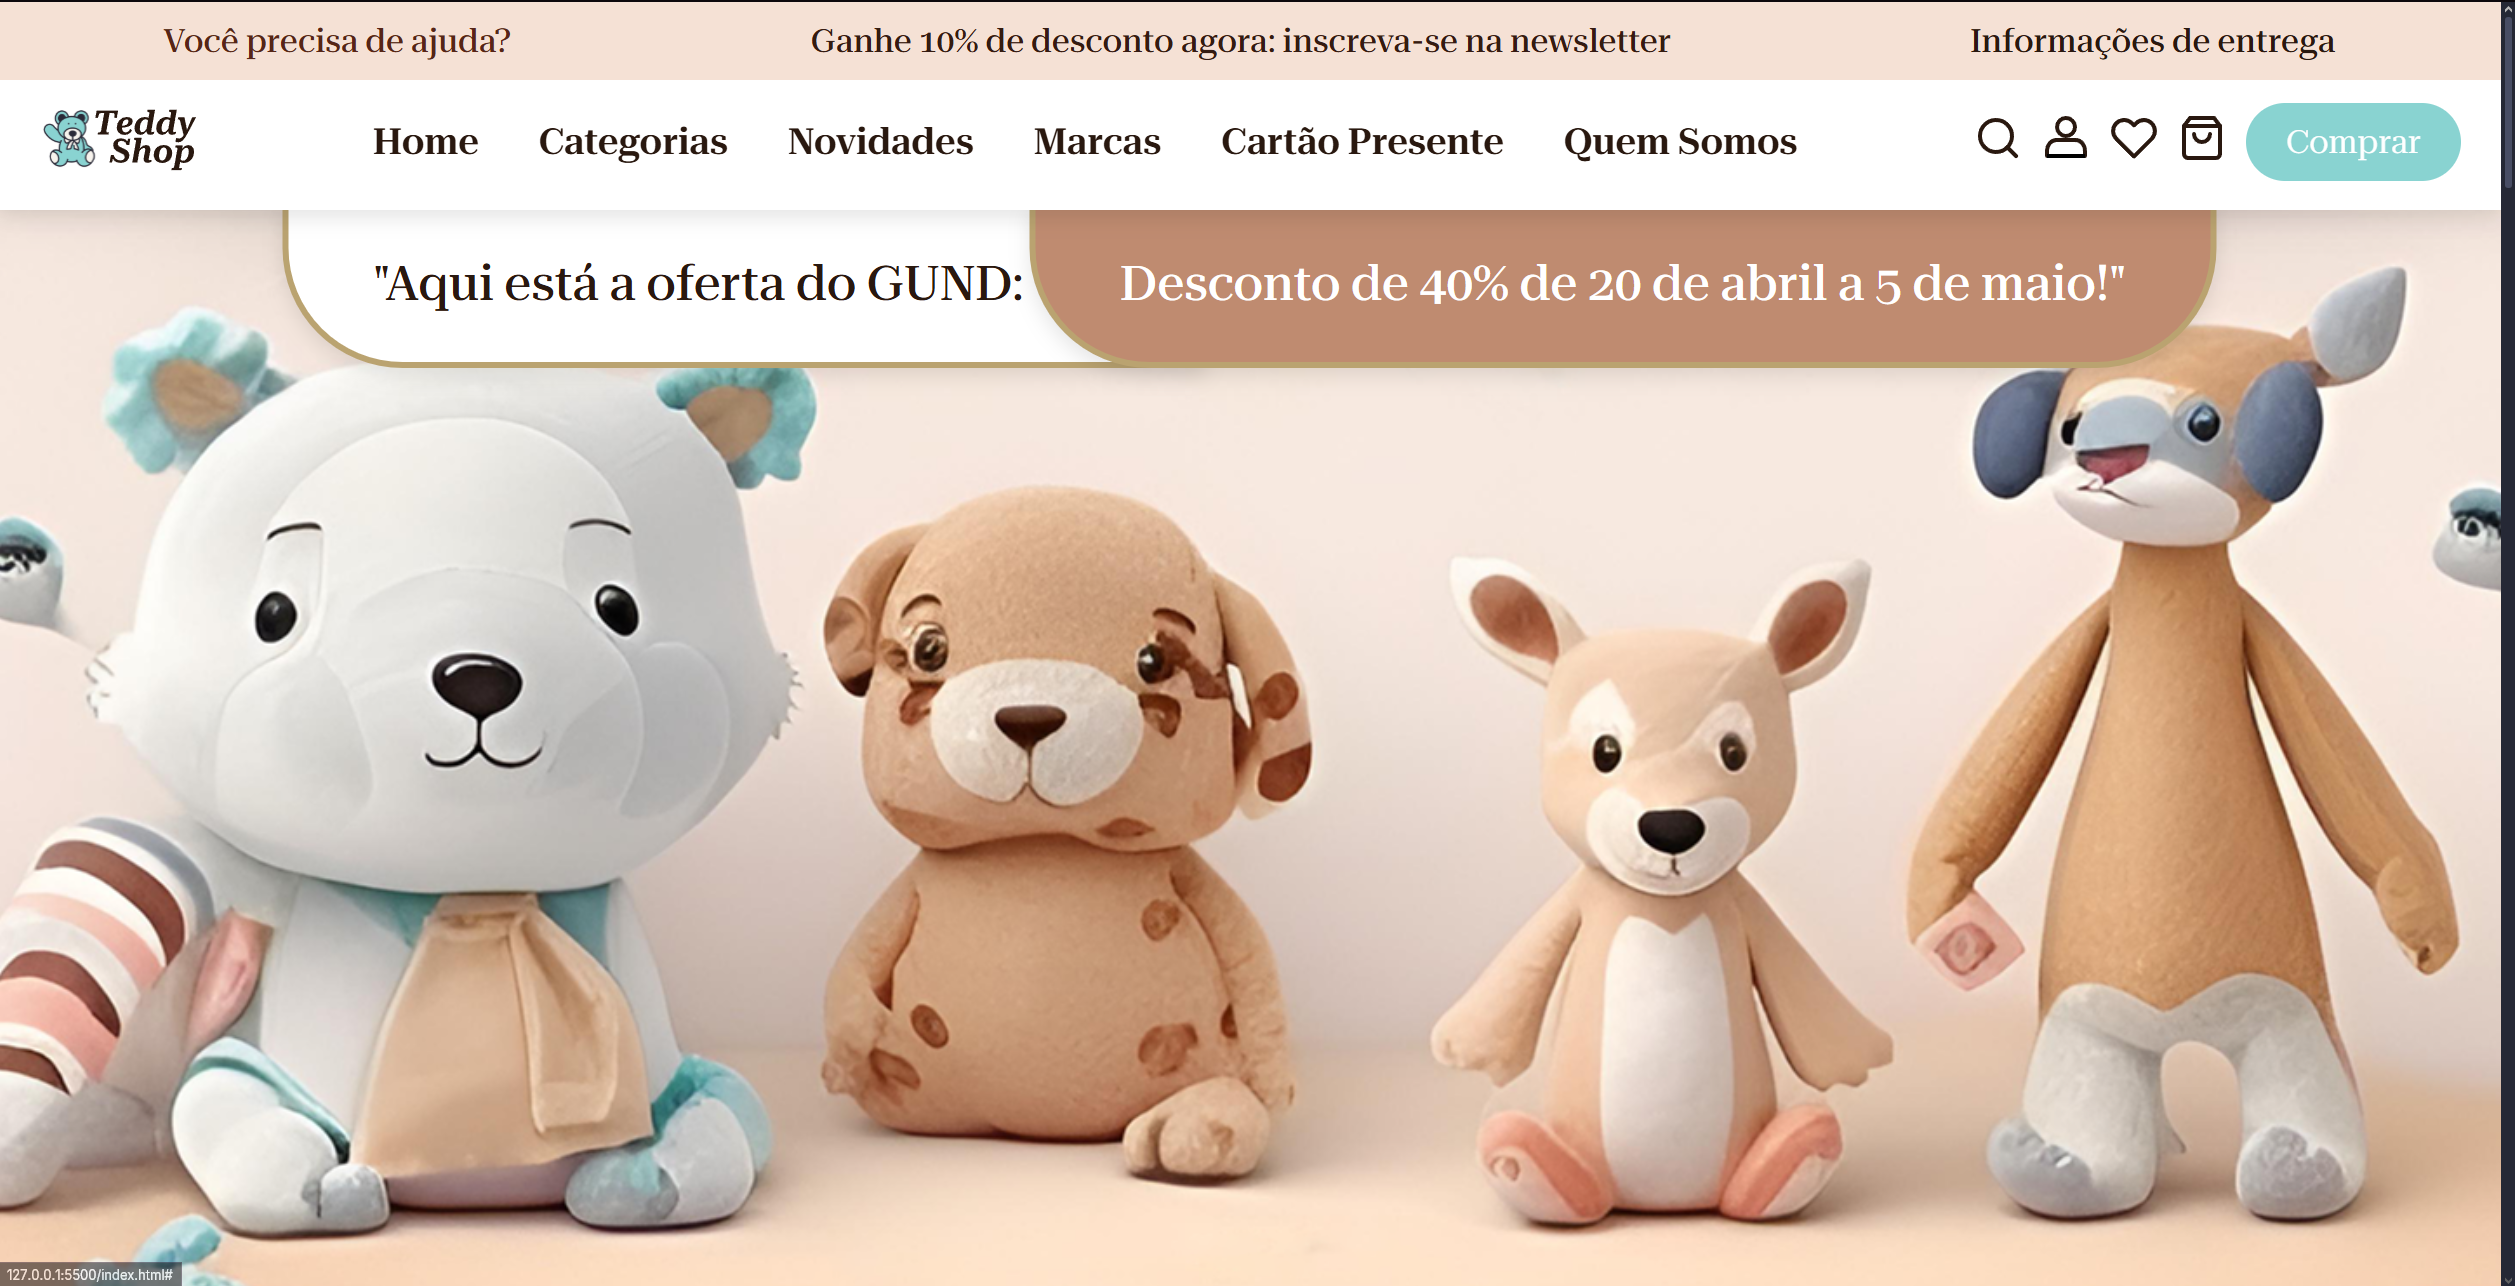 Você precisa de ajuda?
Ganhe 10% de desconto agora: inscreva-se na newsletter
Informações de entrega
Teddy
Shop
Home
Categorias
Novidades
Marcas
Cartão Presente
Quem Somos
Comprar
"Aqui está a oferta do GUND:
Desconto de 40% de 20 de abril a 5 de maio!"
127.0.0.1:5500/index.html#